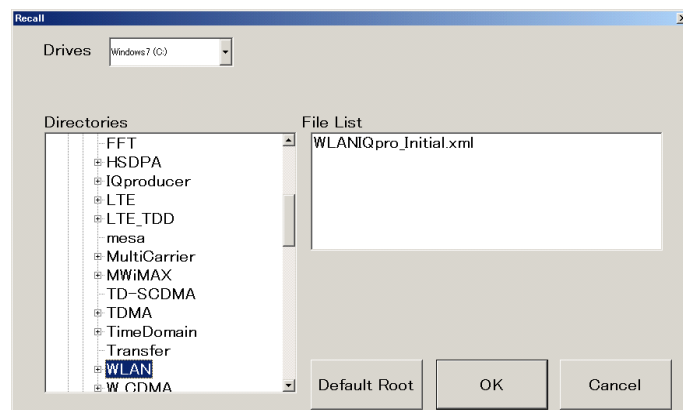 Recall
Drives
Windows7 (C:)
Directories
FFT
HSDPA
IQproducer
LTE
LTE_TDD
mesa
MultiCarrier
MWiMAX
TD-SCDMA
TDMA
TimeDomain
Transfer
WLAN
W_CDMA
File List
WLANIQpro_Initial.xml
Default Root
OK
Cancel